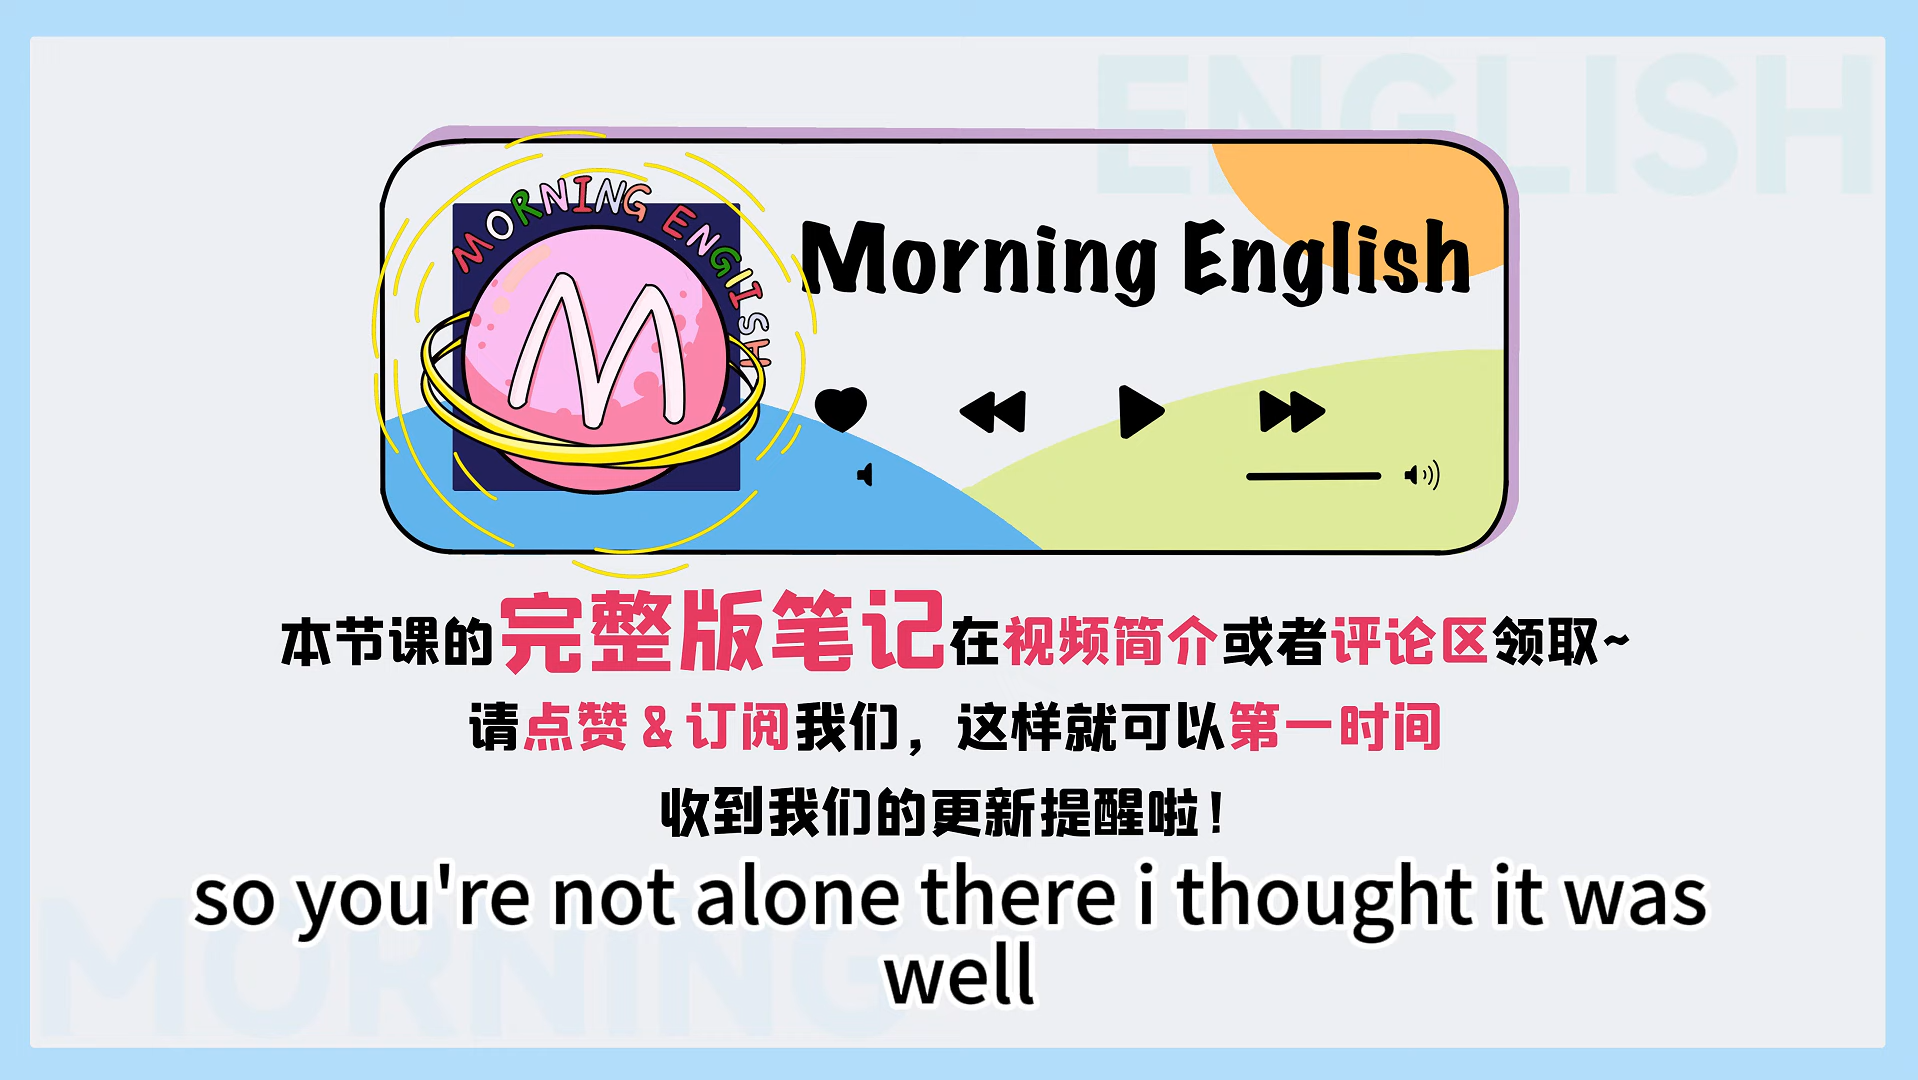 ENGLISH
MORNING ENGLISH
M
Morning English
本节课的完整版笔记在视频简介或者评论区领取~
请点赞&订阅我们，这样就可以第一时间
收到我们的更新提醒啦！
so you're not alone there i thought it was
well
MORNING